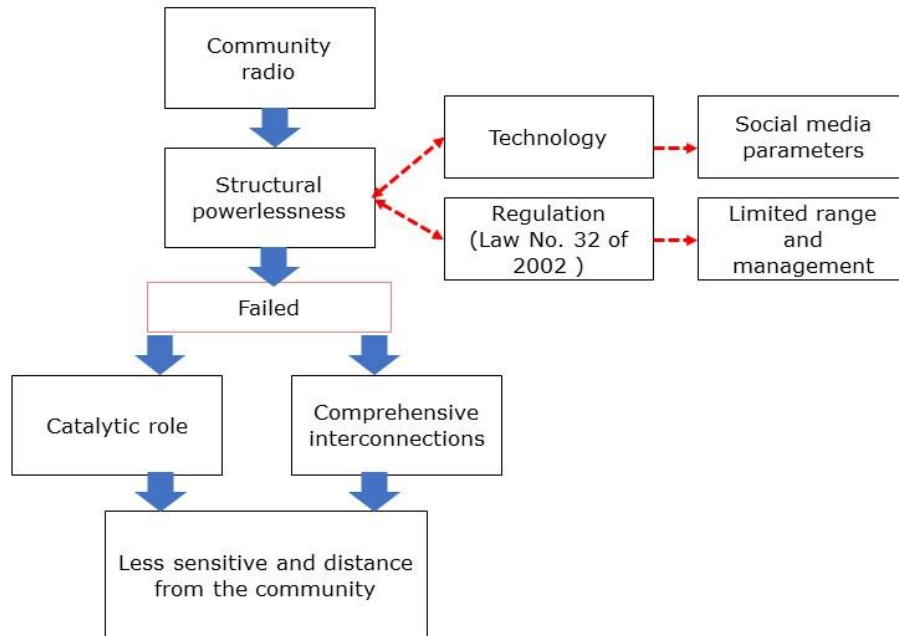 Community
radio
Structural
powerlessness
Technology
Social media
parameters
Regulation
(Law No. 32 of
2002 )
Limited range
and
management
Failed
Catalytic role
Comprehensive
interconnections
Less sensitive and distance
from the community